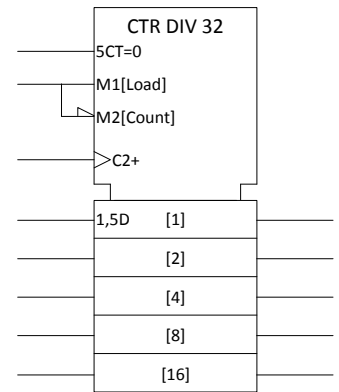 CTR DIV 32
5CT=0
M1[Load]
M2[Count]
C2+
1,5D [1]
[2]
[4]
[8]
[16]